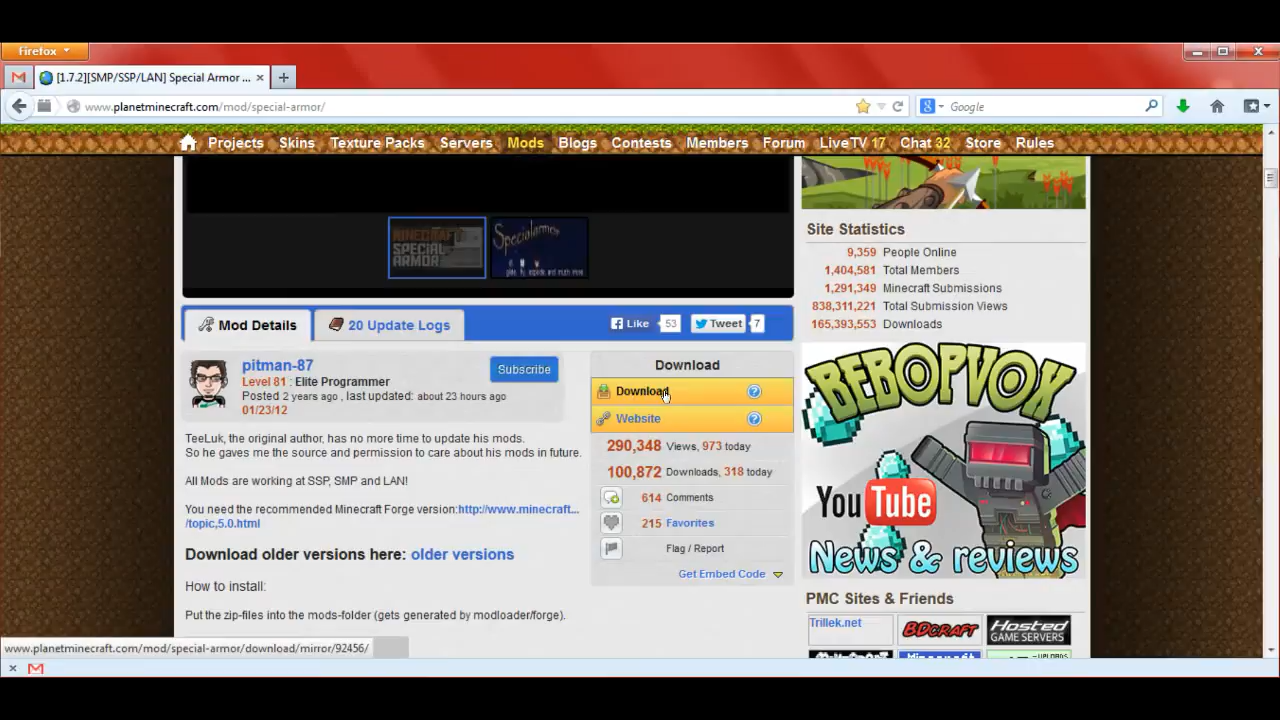 Firefox
[1.7.2][SMP/SSP/LAN] Special Armor ...
www.planetminecraft.com/mod/special-armor/
Google
Projects Skins Texture Packs Servers Mods Blogs Contests Members Forum Live TV 17 Chat 32 Store Rules
MINECRAFT
SPECIAL
ARMOR
Specialarmor
Site Statistics
9,359 People Online
1,404,581 Total Members
1,291,349 Minecraft Submissions
838,311,221 Total Submission Views
165,393,553 Downloads
Mod Details
20 Update Logs
Like 53
Tweet 7
pitman-87
Level 81 : Elite Programmer
Posted 2 years ago , last updated: about 23 hours ago
01/23/12
Subscribe
Download
Download ?
Website ?
290,348 Views, 973 today
100,872 Downloads, 318 today
614 Comments
215 Favorites
Flag / Report
Get Embed Code
TeeLuk, the original author, has no more time to update his mods.
So he gaves me the source and permission to care about his mods in future.
All Mods are working at SSP, SMP and LAN!
You need the recommended Minecraft Forge version:http://www.minecraft...
/topic,5.0.html
Download older versions here: older versions
How to install:
Put the zip-files into the mods-folder (gets generated by modloader/forge).
BEBOPVOX
YouTube
News & reviews
PMC Sites & Friends
Trillek.net
BDCRAFT
HOSTED
GAME SERVERS
www.planetminecraft.com/mod/special-armor/download/mirror/92456/